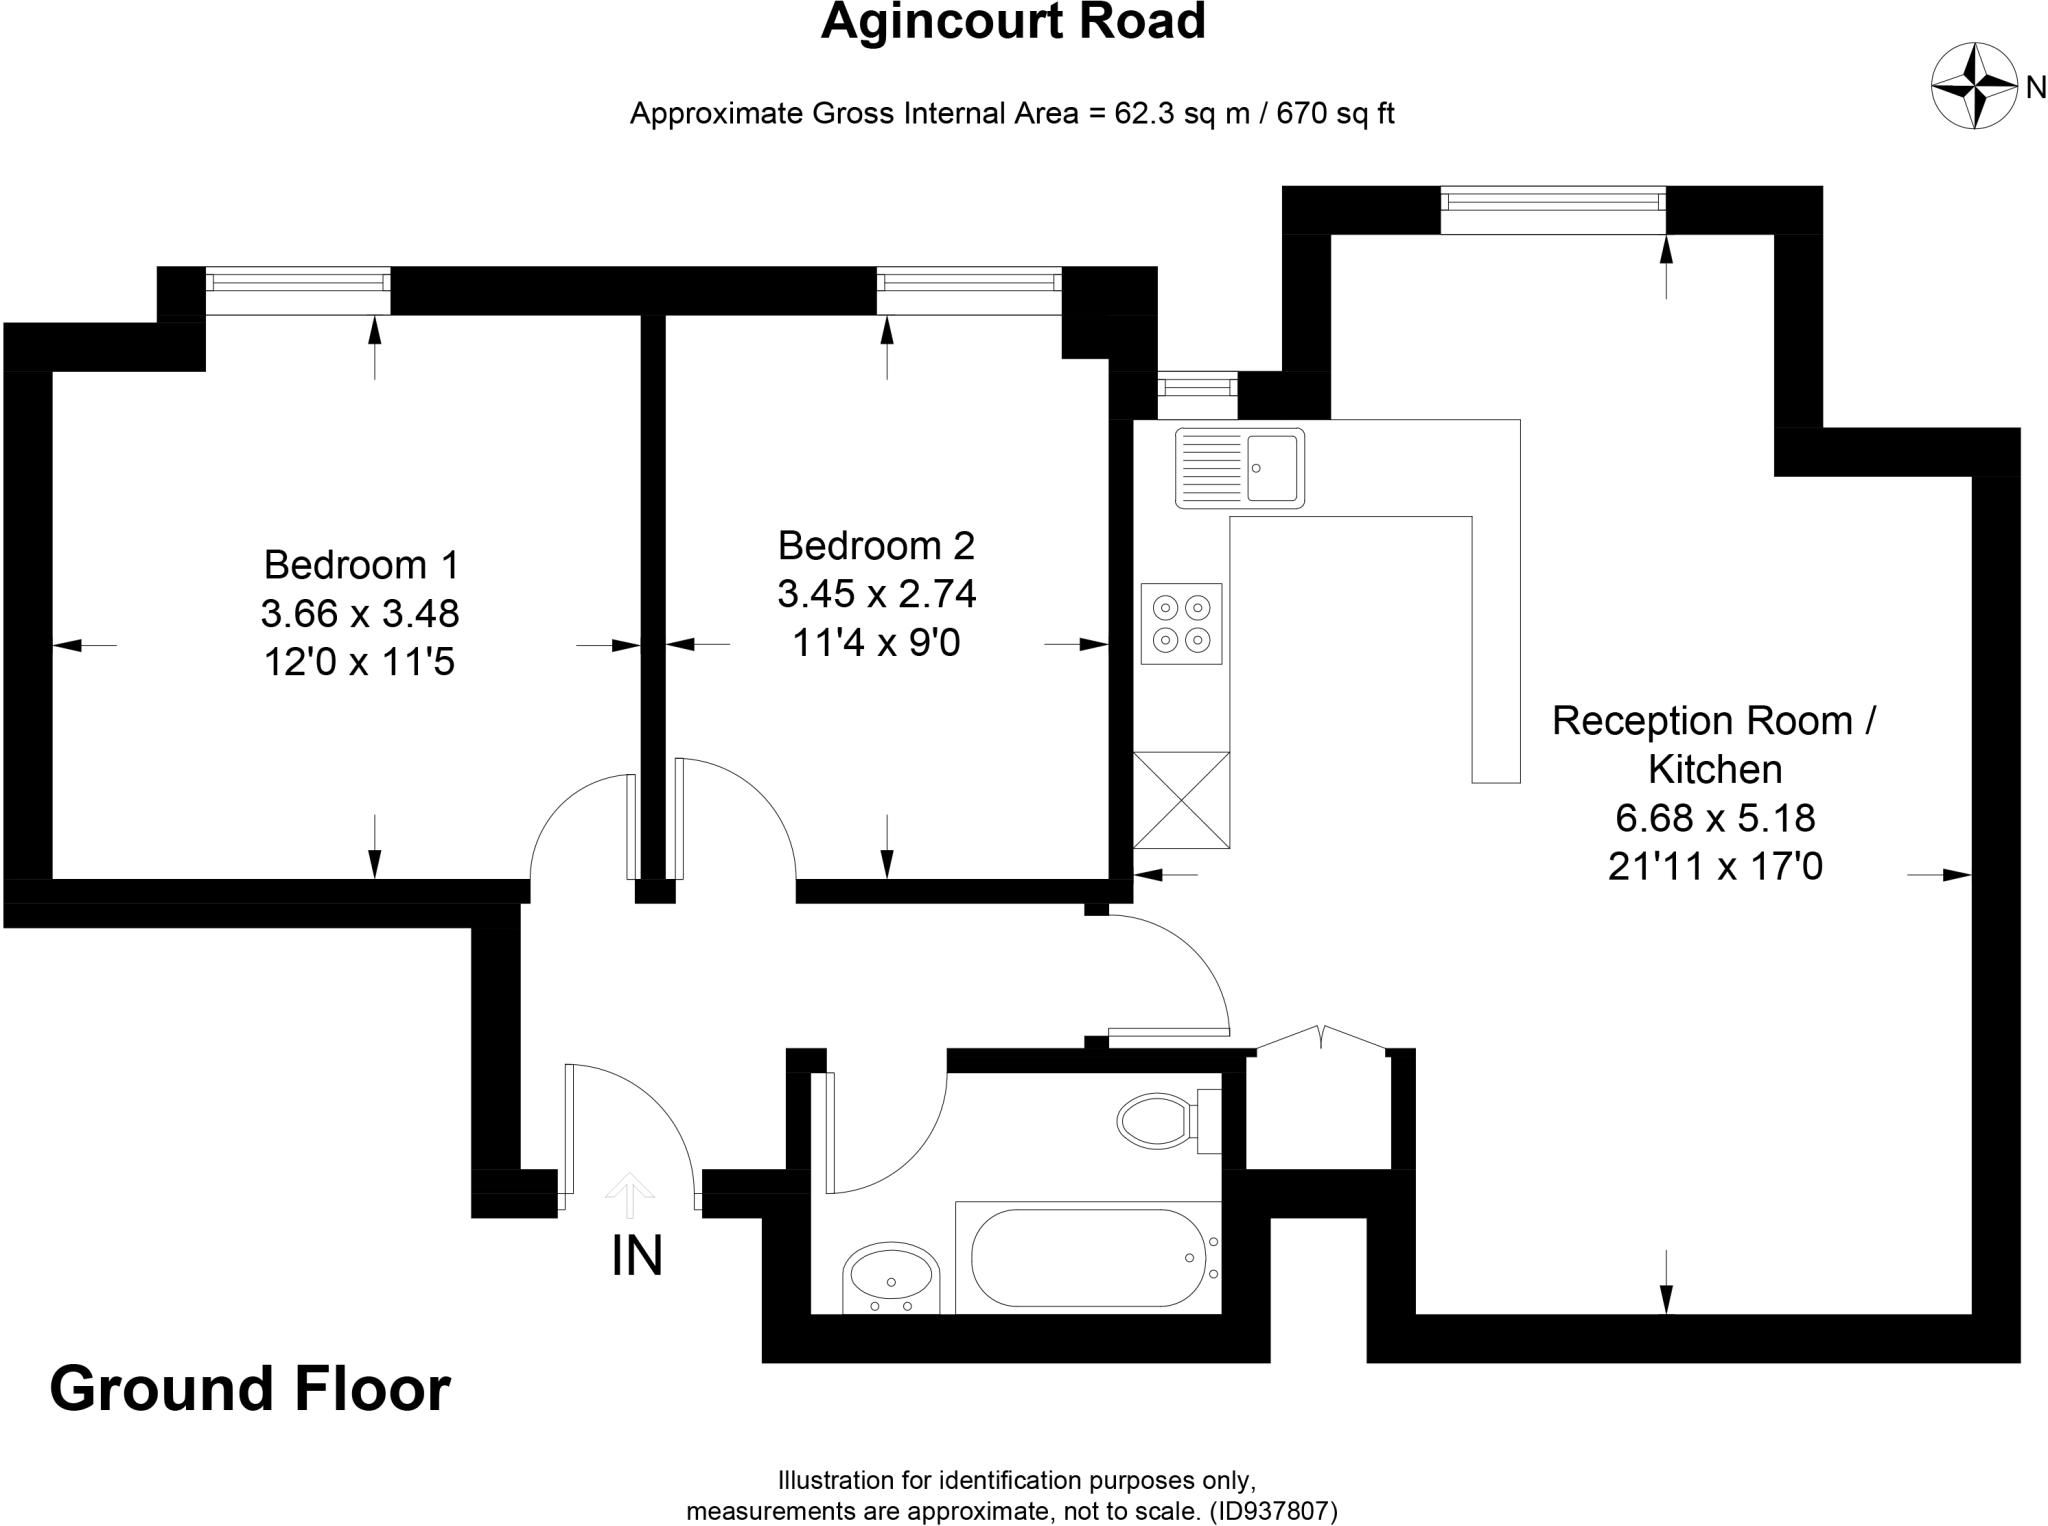 Agincourt Road
N
Approximate Gross Internal Area = 62.3 sq m / 670 sq ft
Bedroom 1
3.66 x 3.48
12'0 x 11'5
Bedroom 2
3.45 x 2.74
11'4 x 9'0
Reception Room /
Kitchen
6.68 x 5.18
21'11 x 17'0
IN
Ground Floor
Illustration for identification purposes only,
measurements are approximate, not to scale. (ID937807)